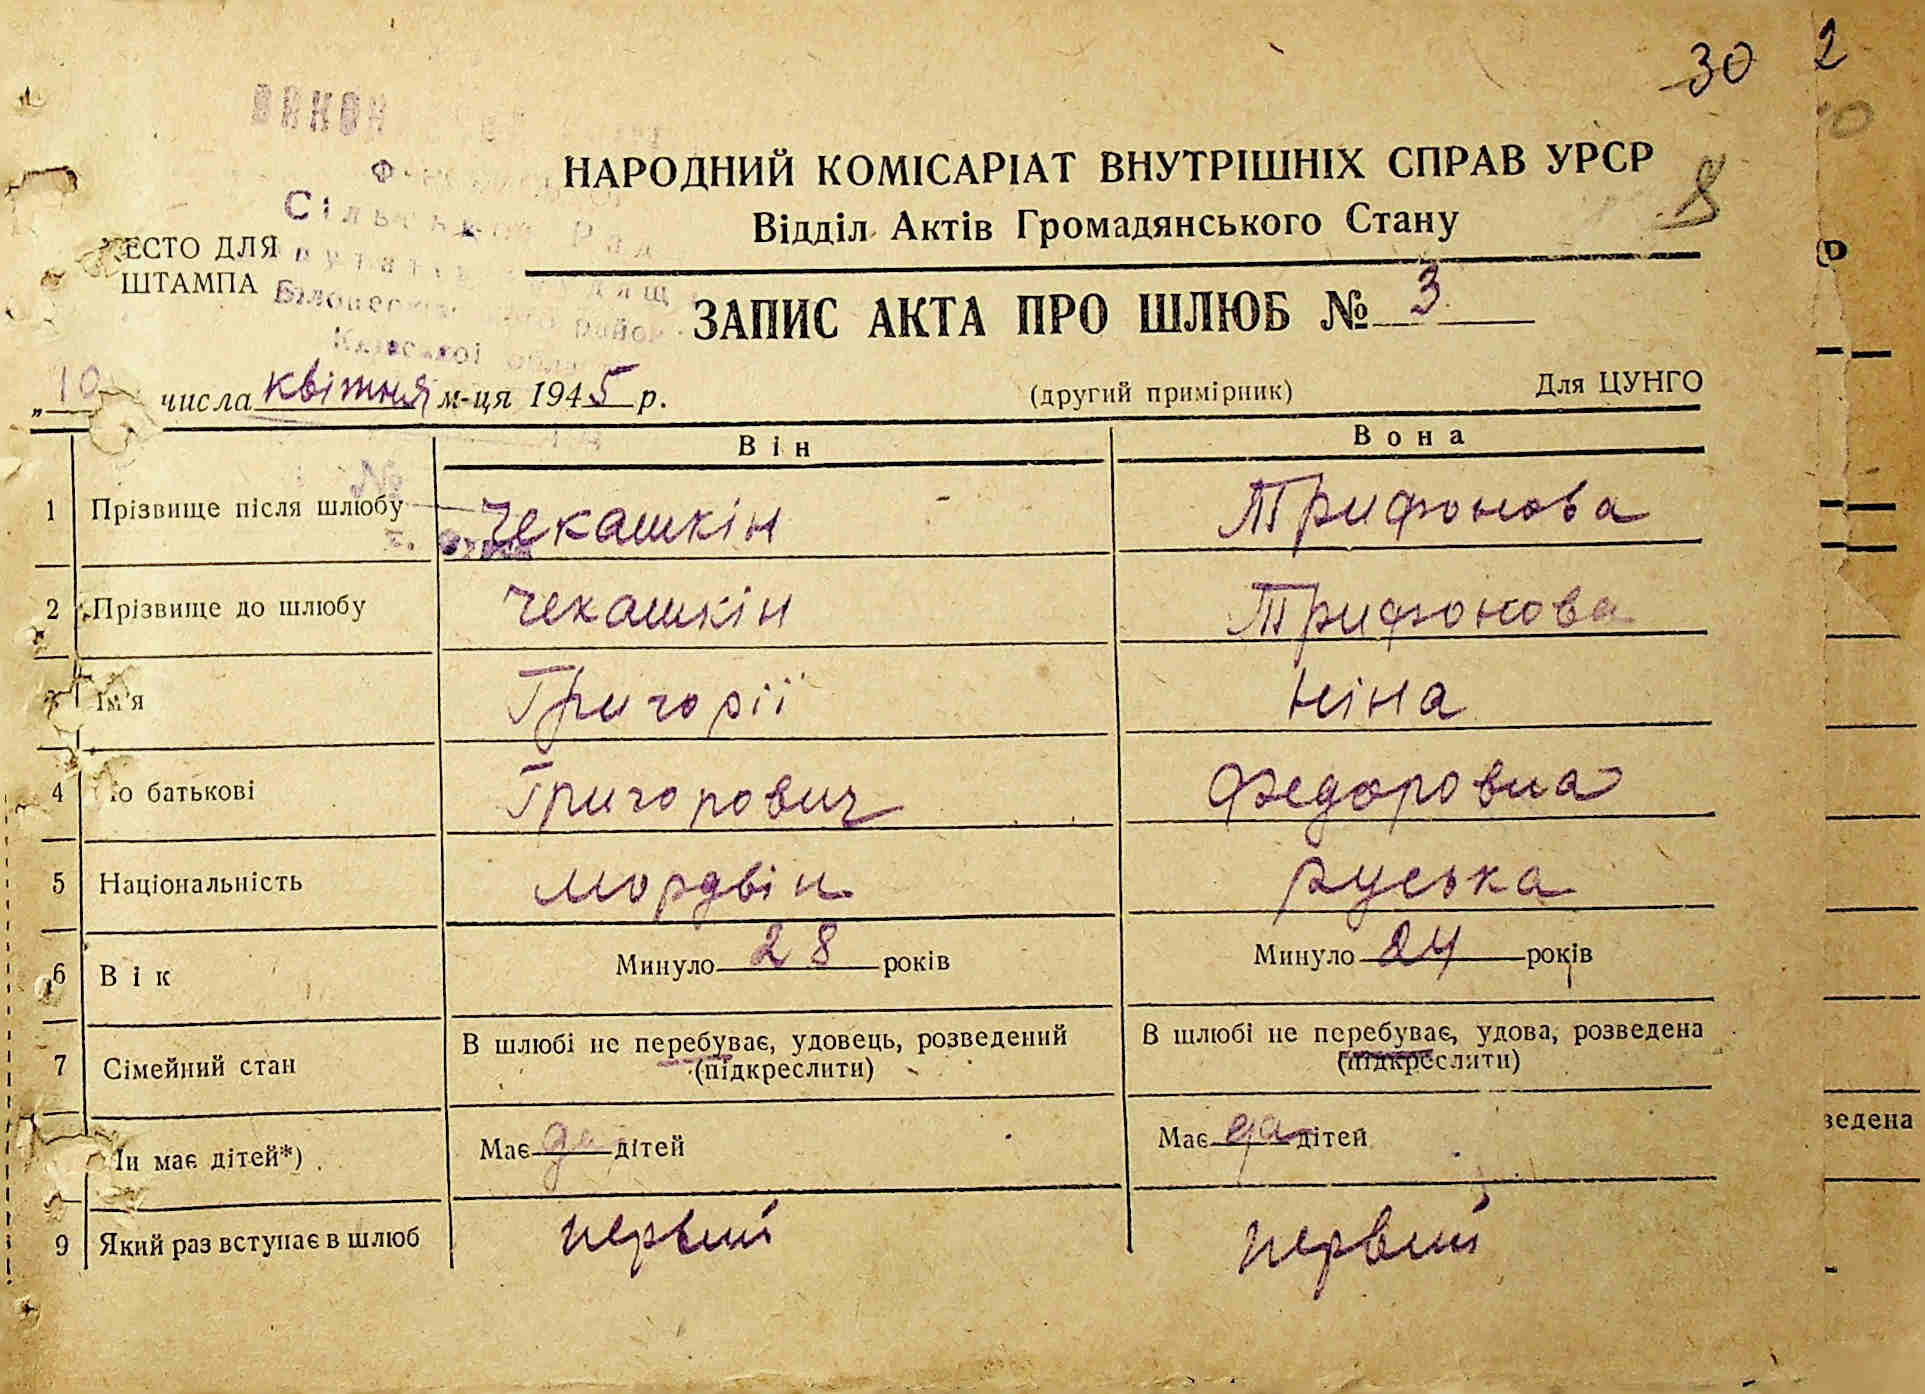 30 2
НАРОДНИЙ КОМІСАРІАТ ВНУТРІШНІХ СПРАВ УРСР
8
Відділ Актів Громадянського Стану
МЕСТО ДЛЯ
ШТАМПА
ЗАПИС АКТА ПРО ШЛЮБ № 3
„10 числа квітня м-ця 1945 р.
(другий примірник)
Для ЦУНГО
Він Вона
1 Прізвище після шлюбу Чекашкін Трифонова
2 Прізвище до шлюбу Чекашкін Трифонова
Ім'я Григорії Ніна
4 По батькові Григорович Федоровна
5 Національність мордвін руська
6 Вік Минуло 28 років Минуло 24 років
7 Сімейний стан В шлюбі не перебуває, удовець, розведений (підкреслити) В шлюбі не перебуває, удова, розведена (підкреслити)
Чи має дітей*) Має да дітей Має да дітей
ведена
9 Який раз вступає в шлюб первий первий